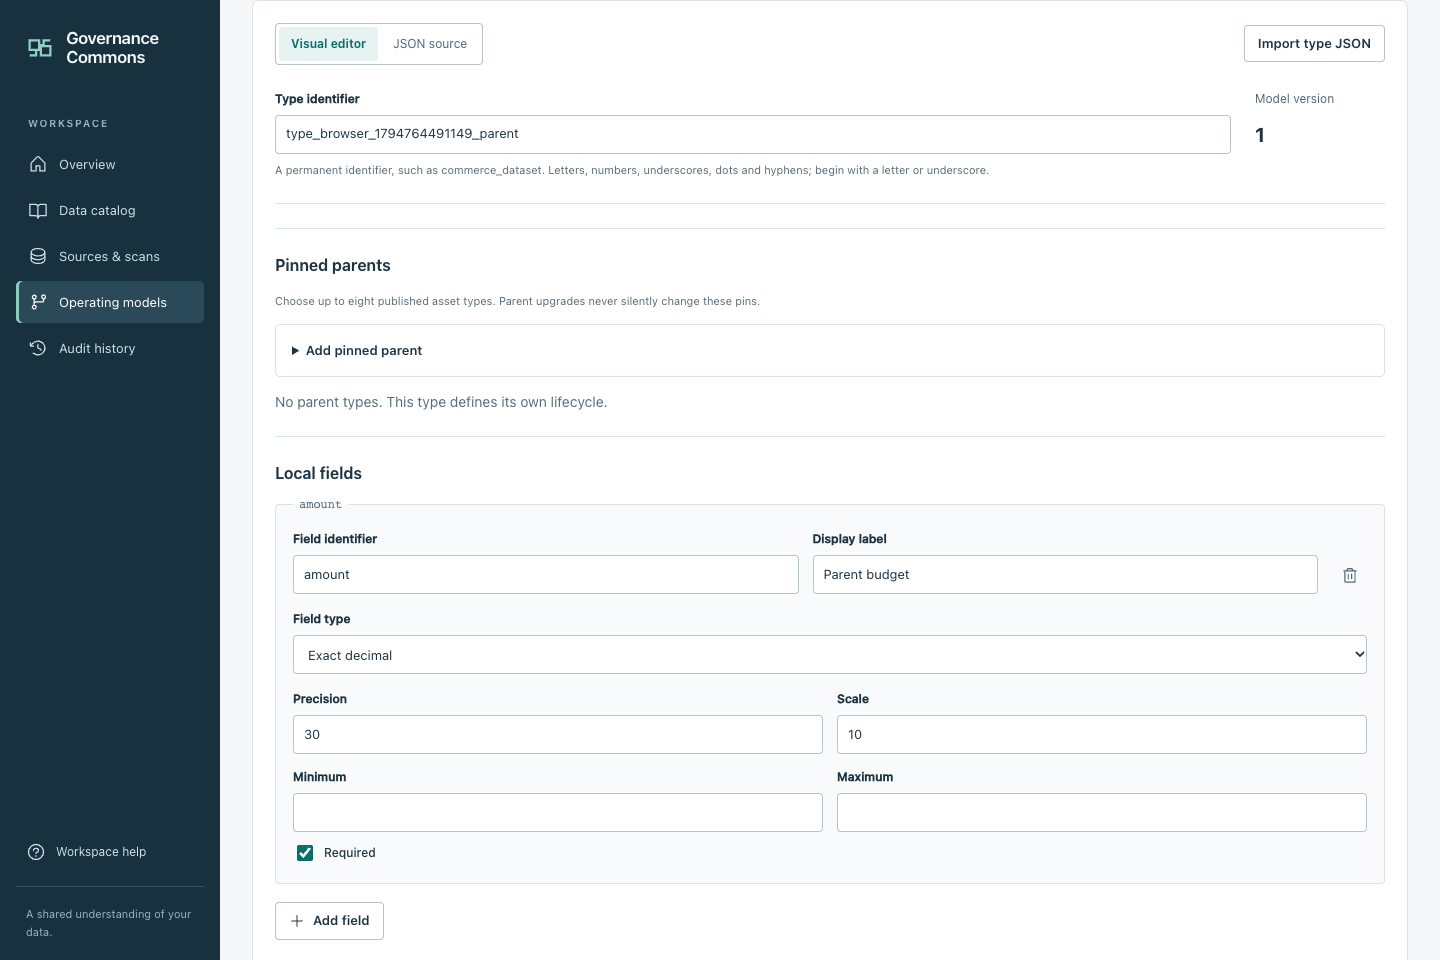 Governance
Commons
WORKSPACE
Overview
Data catalog
Sources & scans
Operating models
Audit history
Workspace help
A shared understanding of your
data.
Visual editor
JSON source
Import type JSON
Type identifier
type_browser_1794764491149_parent
A permanent identifier, such as commerce_dataset. Letters, numbers, underscores, dots and hyphens; begin with a letter or underscore.
Model version
1
Pinned parents
Choose up to eight published asset types. Parent upgrades never silently change these pins.
Add pinned parent
No parent types. This type defines its own lifecycle.
Local fields
amount
Field identifier
Display label
amount
Parent budget
Field type
Exact decimal
Precision
Scale
30
10
Minimum
Maximum
Required
Add field